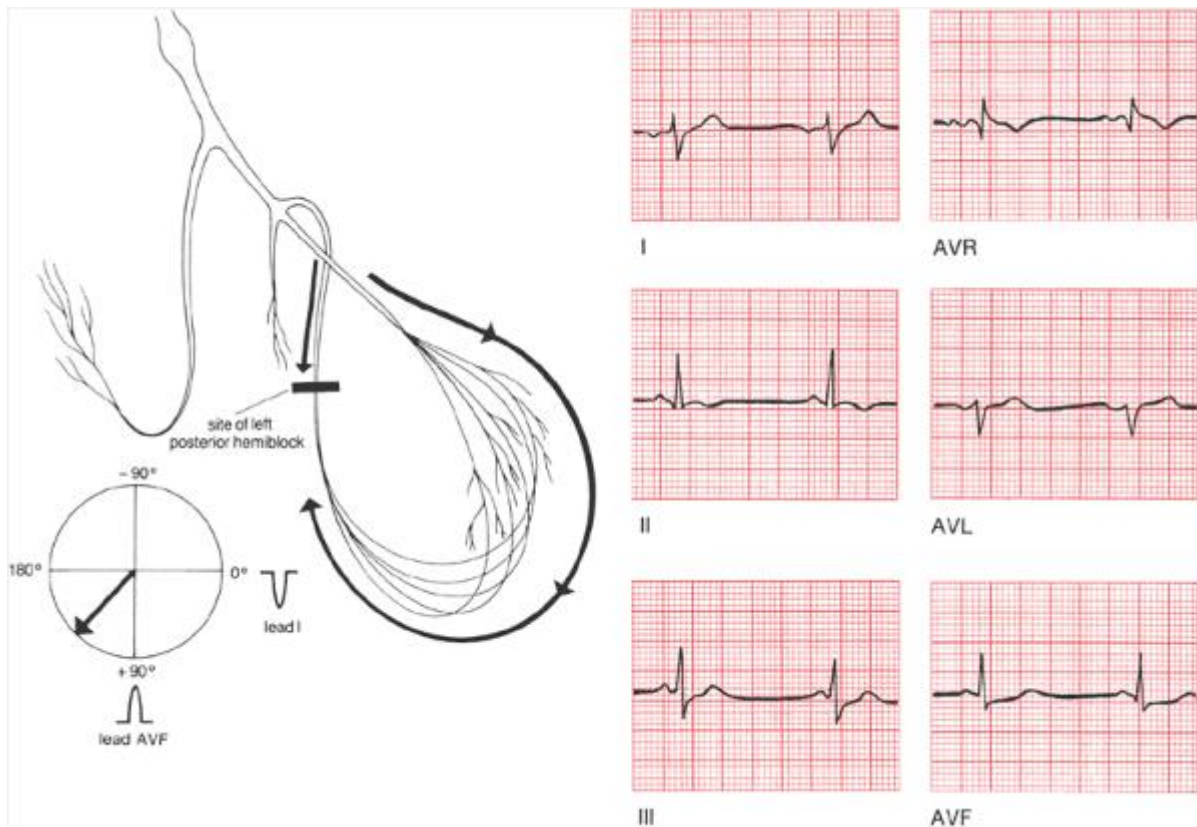 site of left
posterior hemiblock
– 90°
180°
0°
lead I
+90°
lead AVF
I
AVR
II
AVL
III
AVF